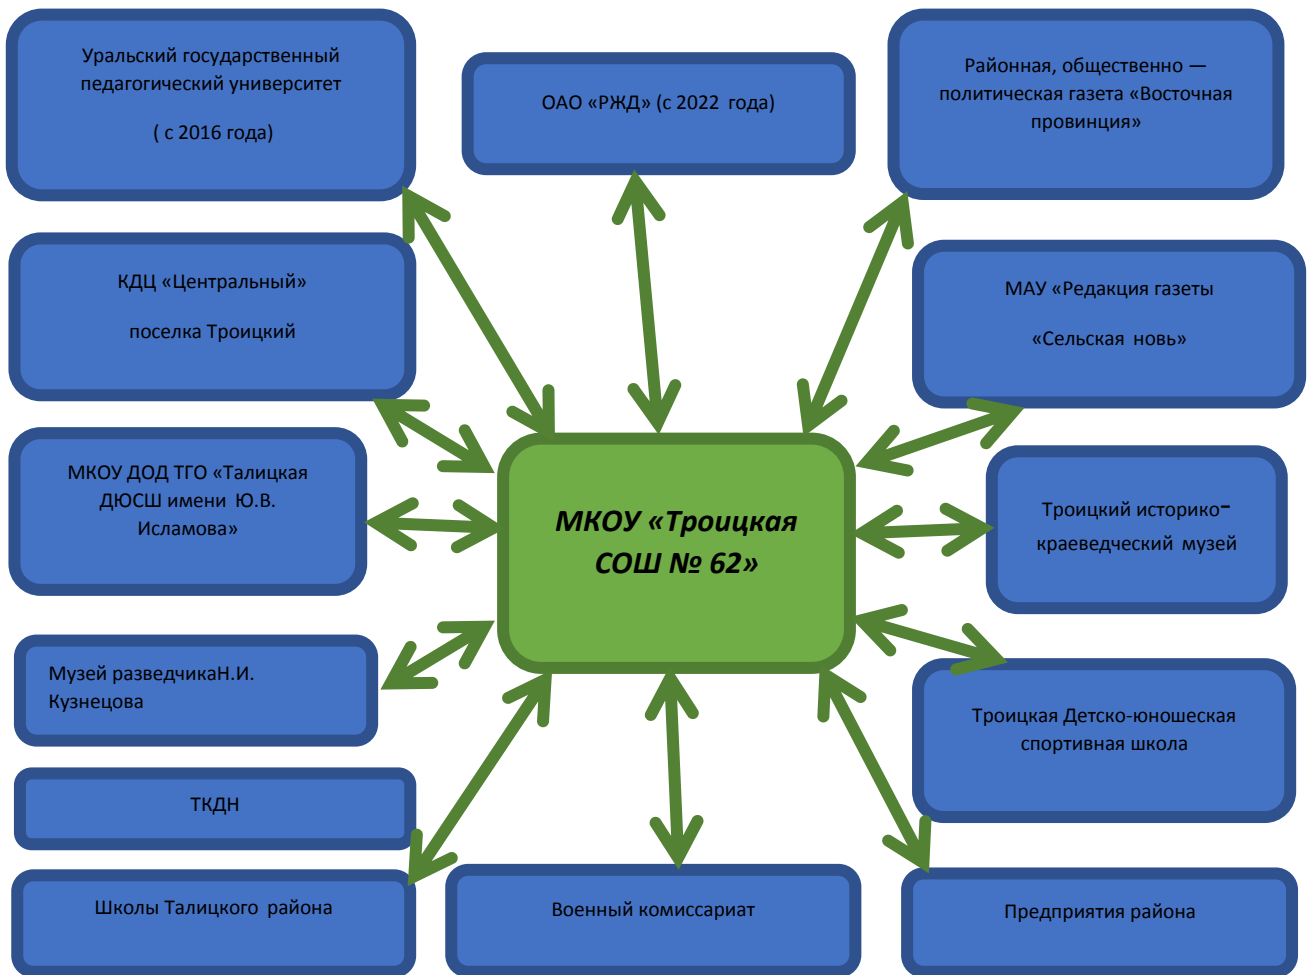 Уральский государственный
педагогический университет
( с 2016 года)
ОАО «РЖД» (с 2022 года)
Районная, общественно —
политическая газета «Восточная
провинция»
КДЦ «Центральный»
поселка Троицкий
МАУ «Редакция газеты
«Сельская новь»
МКОУ ДОД ТГО «Талицкая
ДЮСШ имени Ю.В.
Исламова»
МКОУ «Троицкая
СОШ № 62»
Троицкий историко-
краеведческий музей
Музей разведчикаН.И.
Кузнецова
Троицкая Детско-юношеская
спортивная школа
ТКДН
Школы Талицкого района
Военный комиссариат
Предприятия района